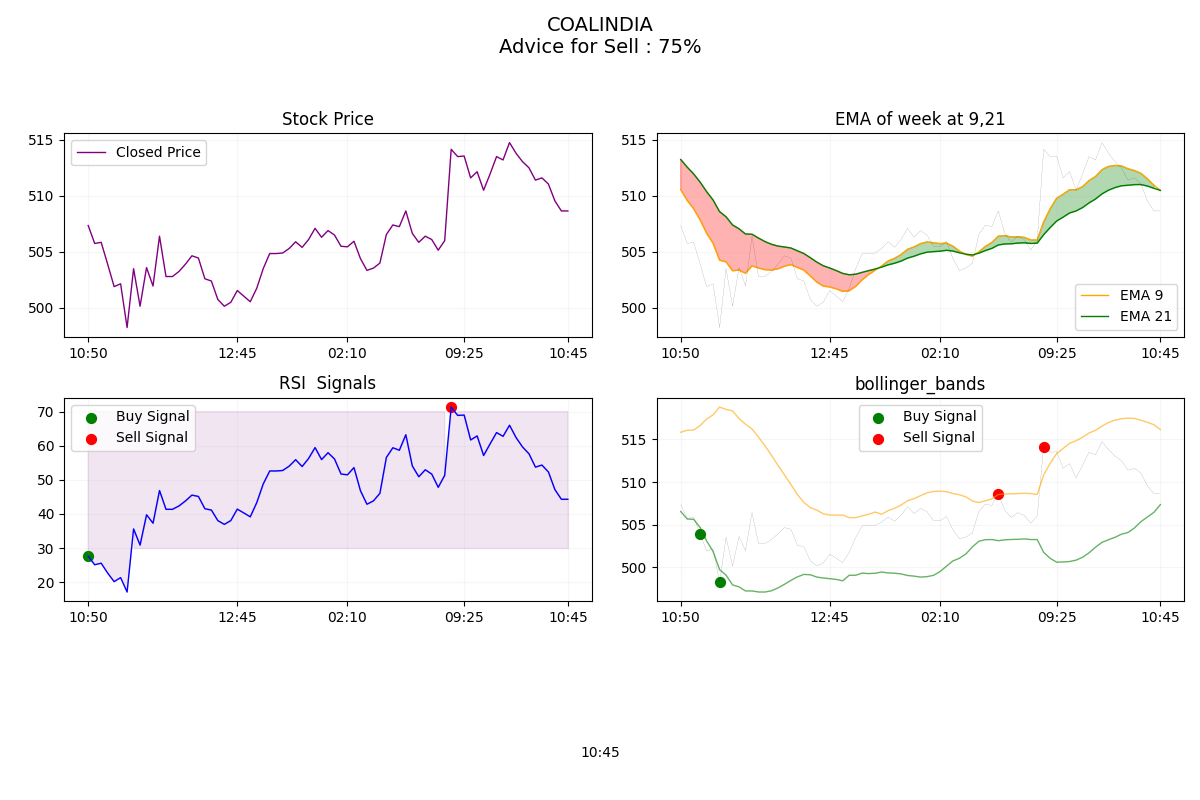 COALINDIA
Advice for Sell : 75%
Stock Price
515
510
505
500
Closed Price
10:50 12:45 02:10 09:25 10:45
EMA of week at 9,21
515
510
505
500
EMA 9
EMA 21
10:50 12:45 02:10 09:25 10:45
RSI  Signals
70
60
50
40
30
20
Buy Signal
Sell Signal
10:50 12:45 02:10 09:25 10:45
bollinger_bands
515
510
505
500
Buy Signal
Sell Signal
10:50 12:45 02:10 09:25 10:45
10:45